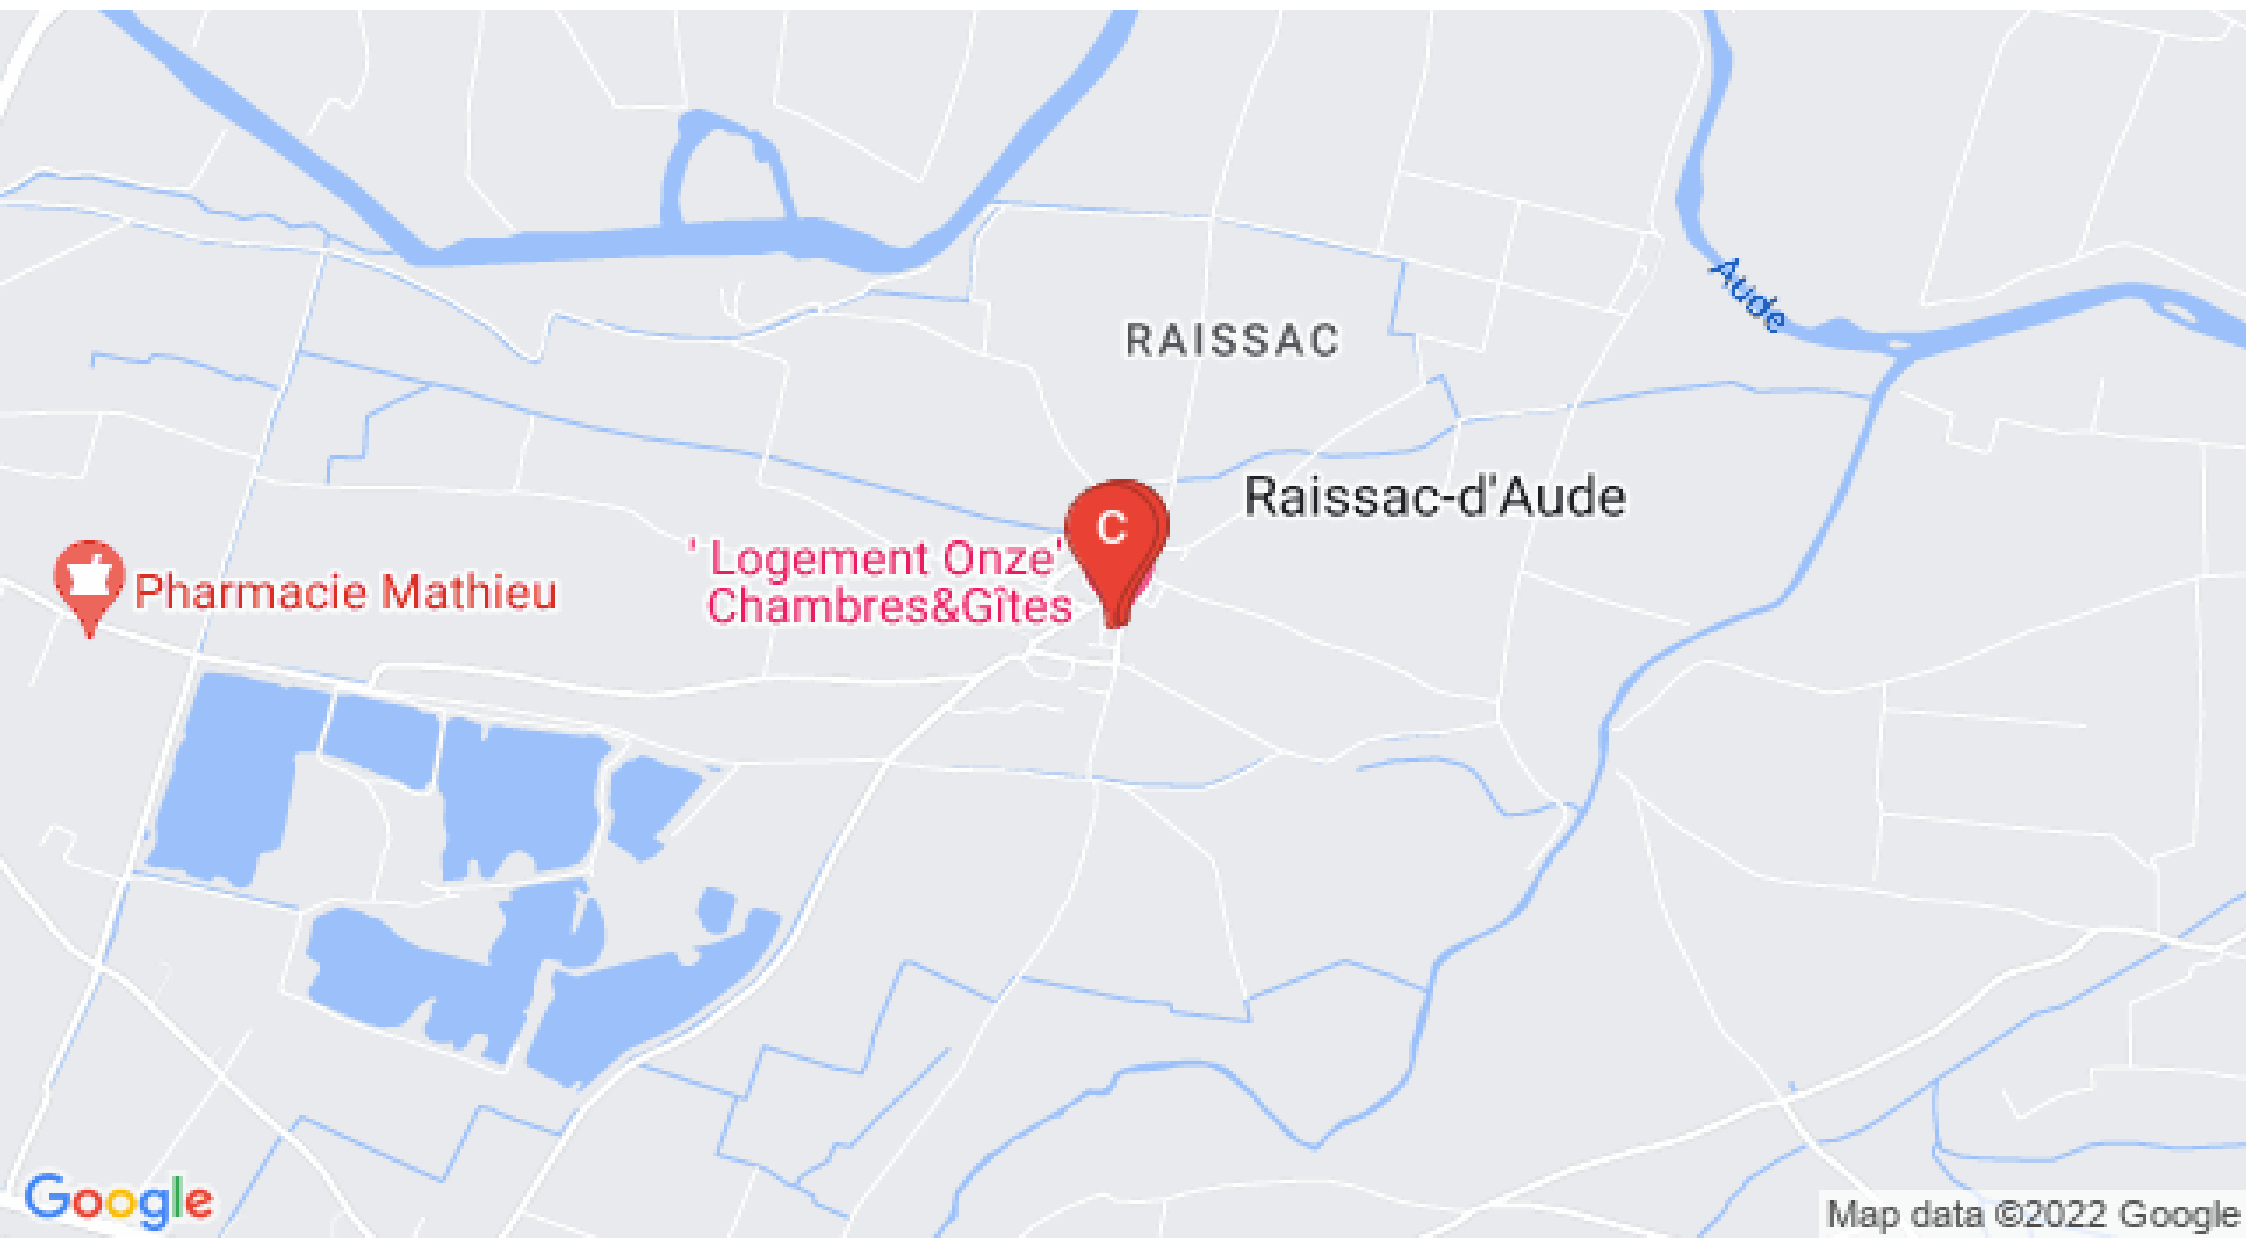 Aude
RAISSAC
Raissac-d'Aude
C
' Logement Onze'
Chambres&Gîtes
Pharmacie Mathieu
Google
Map data ©2022 Google